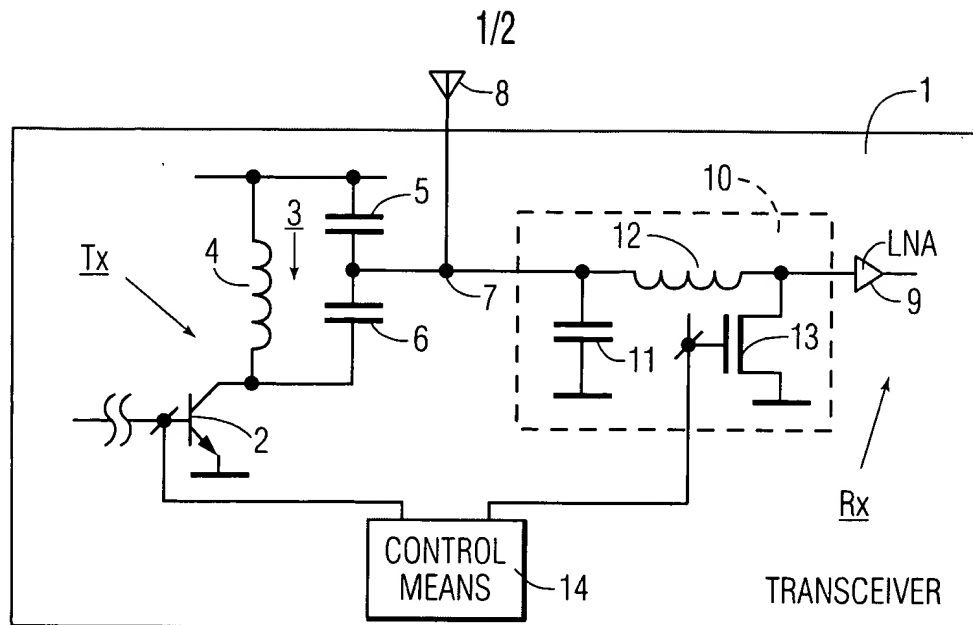 1/2
8
1
5
10
3
12
4
LNA
Tx
7
9
6
11
13
2
Rx
CONTROL
MEANS
14
TRANSCEIVER